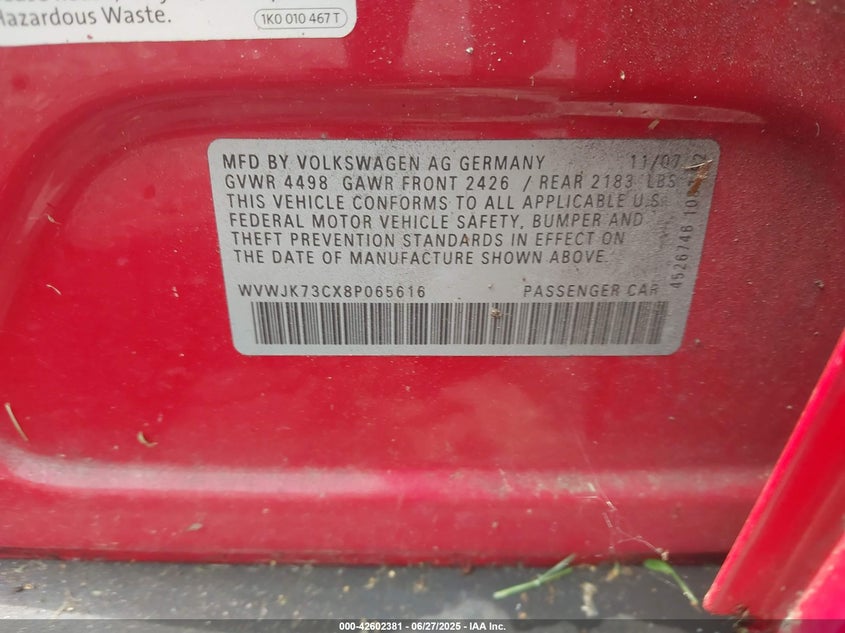 Hazardous Waste.
1K0 010 467 T
MFD BY VOLKSWAGEN AG GERMANY 11/07
GVWR 4498 GAWR FRONT 2426 / REAR 2183 LBS
THIS VEHICLE CONFORMS TO ALL APPLICABLE U.S.
FEDERAL MOTOR VEHICLE SAFETY, BUMPER AND
THEFT PREVENTION STANDARDS IN EFFECT ON
THE DATE OF MANUFACTURE SHOWN ABOVE.
WVWJK73CX8P065616 PASSENGER CAR
4526746
000-42602381 / 06/27/2025 - IAA Inc.